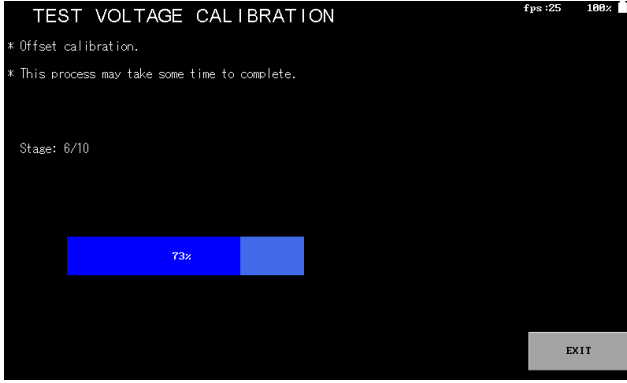 TEST VOLTAGE CALIBRATION
fps:25 100%
* Offset calibration.
* This process may take some time to complete.
Stage: 6/10
73%
EXIT